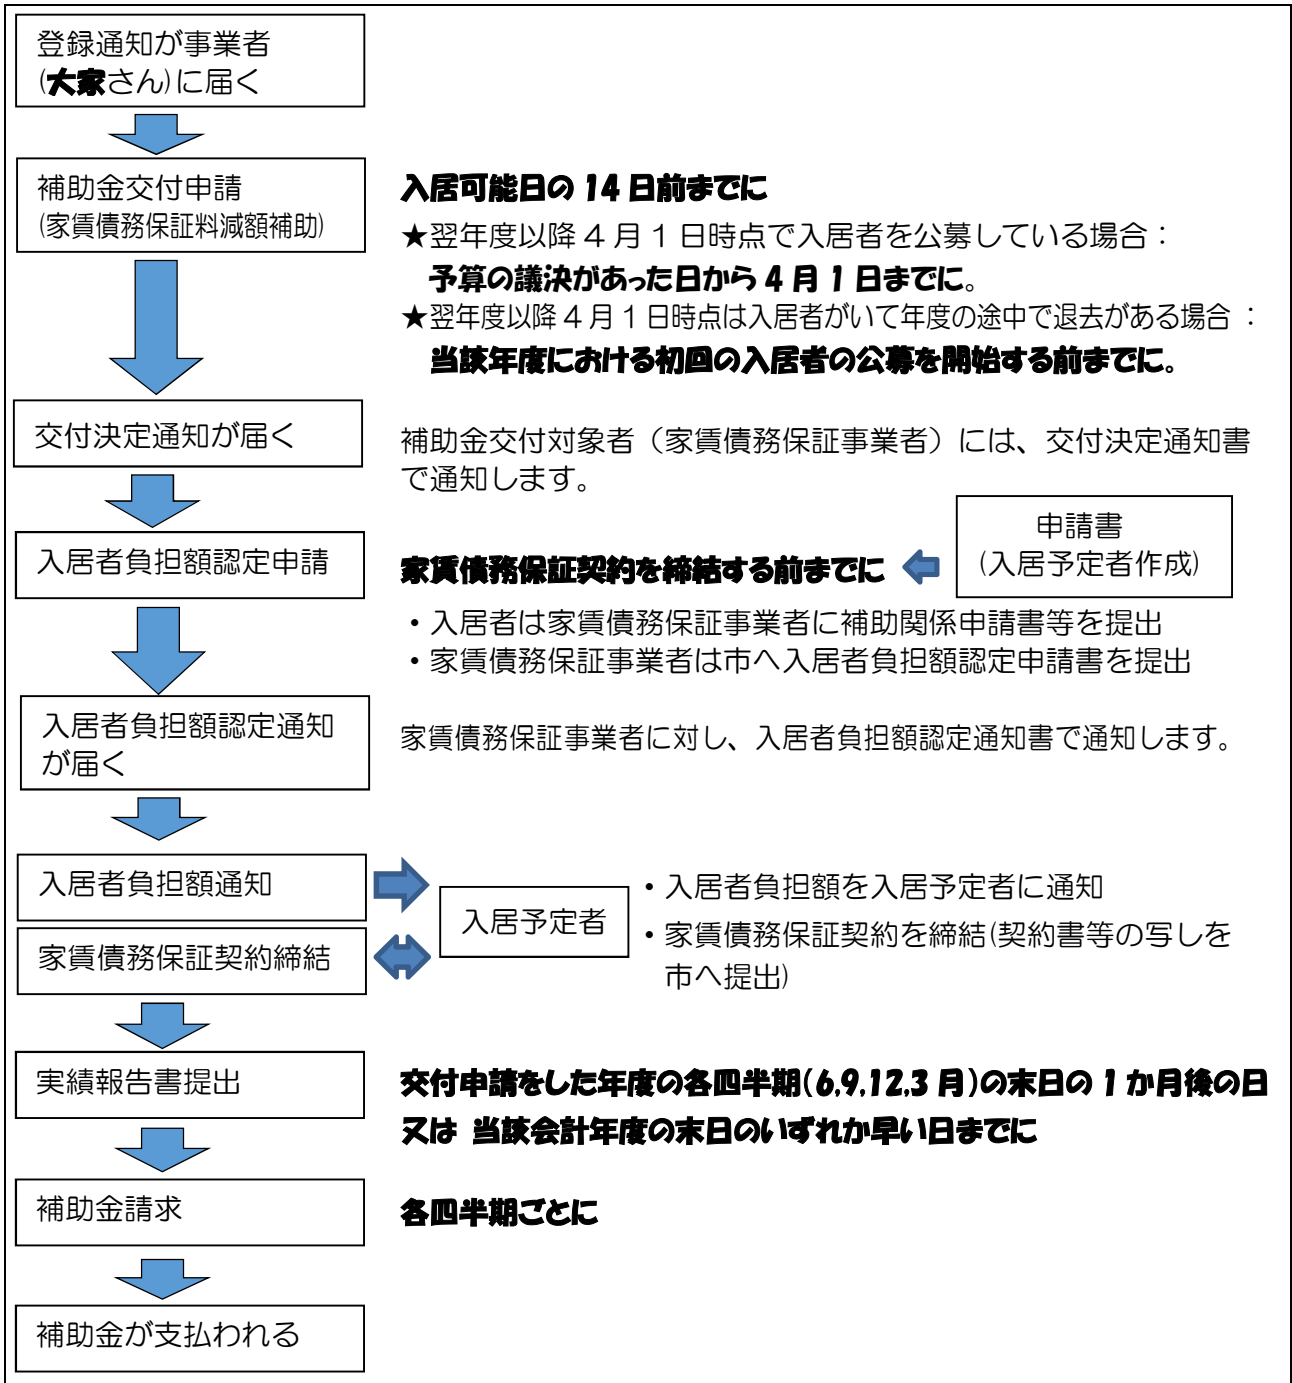 登録通知が事業者
(大家さん)に届く
補助金交付申請
(家賃債務保証料減額補助)
入居可能日の 14 日前までに
★翌年度以降 4 月 1 日時点で入居者を公募している場合：
予算の議決があった日から 4 月 1 日までに。
★翌年度以降 4 月 1 日時点は入居者がいて年度の途中で退去がある場合：
当該年度における初回の入居者の公募を開始する前までに。
交付決定通知が届く
補助金交付対象者（家賃債務保証事業者）には、交付決定通知書
で通知します。
入居者負担額認定申請
家賃債務保証契約を締結する前までに
申請書
(入居予定者作成)
・入居者は家賃債務保証事業者に補助関係申請書等を提出
・家賃債務保証事業者は市へ入居者負担額認定申請書を提出
入居者負担額認定通知
が届く
家賃債務保証事業者に対し、入居者負担額認定通知書で通知します。
入居者負担額通知
家賃債務保証契約締結
入居予定者
・入居者負担額を入居予定者に通知
・家賃債務保証契約を締結(契約書等の写しを
市へ提出)
実績報告書提出
交付申請をした年度の各四半期(6,9,12,3 月)の末日の 1 か月後の日
又は 当該会計年度の末日のいずれか早い日までに
補助金請求
各四半期ごとに
補助金が支払われる